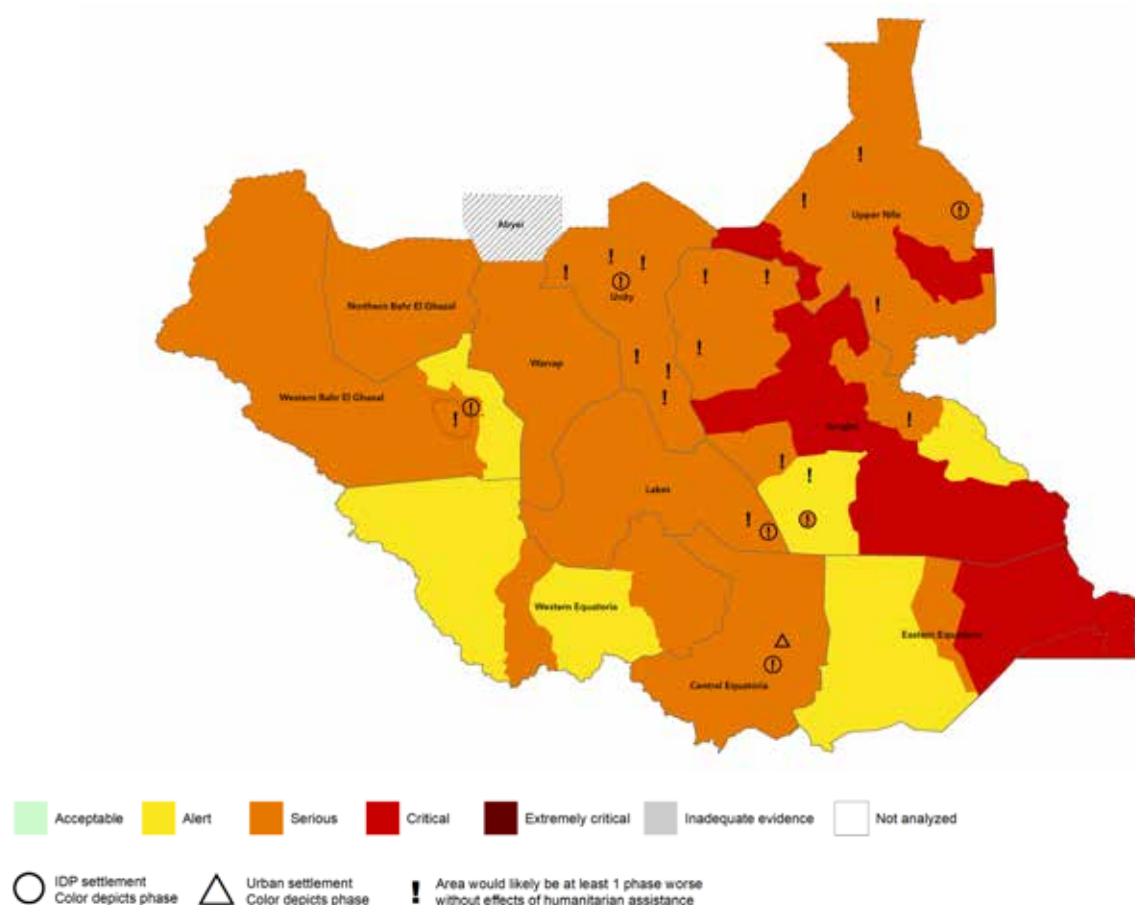 Abyei
Upper Nile
Unity
Northern Bahr El Ghazal
Warrap
Western Bahr El Ghazal
Jonglei
Lakes
Western Equatoria
Eastern Equatoria
Central Equatoria
Acceptable
Alert
Serious
Critical
Extremely critical
Inadequate evidence
Not analyzed
IDP settlement
Color depicts phase
Urban settlement
Color depicts phase
! Area would likely be at least 1 phase worse
without effects of humanitarian assistance